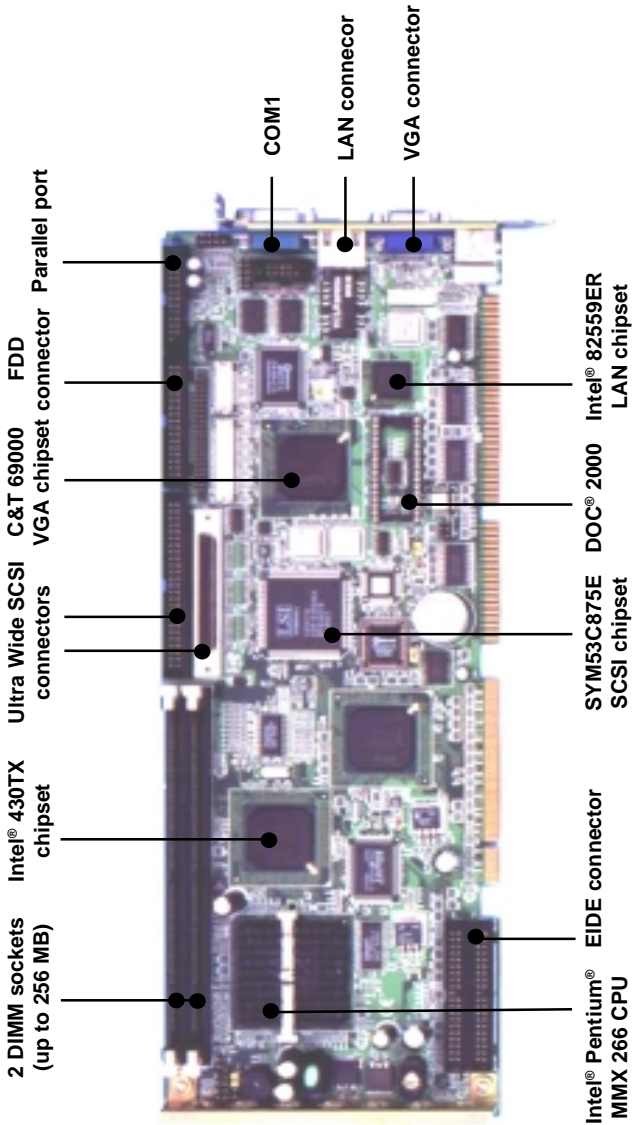 2 DIMM sockets
(up to 256 MB)
Intel® 430TX
chipset
Ultra Wide SCSI
connectors
C&T 69000
VGA chipset
FDD
connector
Parallel port
COM1
LAN connecor
VGA connector
LSI
Intel® Pentium®
MMX 266 CPU
EIDE connector
SYM53C875E
SCSI chipset
DOC® 2000
Intel® 82559ER
LAN chipset